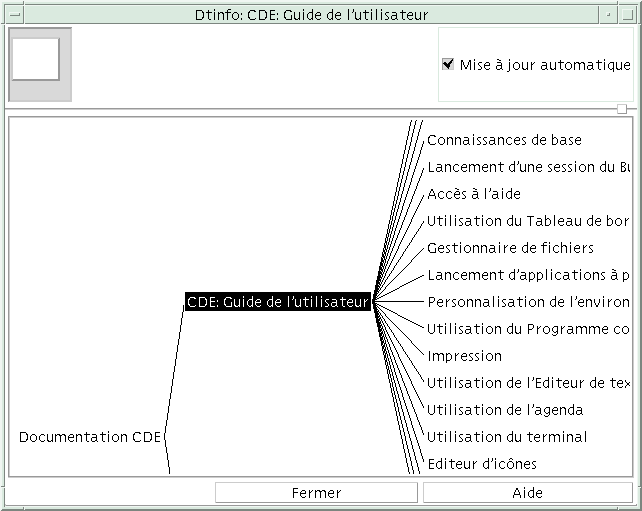 Dtinfo: CDE: Guide de l'utilisateur
Mise à jour automatique
Connaissances de base
Lancement d'une session du
Accès à l'aide
Utilisation du Tableau de bor
Gestionnaire de fichiers
Lancement d'applications à p
CDE: Guide de l'utilisateur
Personnalisation de l'environ
Utilisation du Programme co
Impression
Utilisation de l'Editeur de tex
Utilisation de l'agenda
Documentation CDE
Utilisation du terminal
Editeur d'icônes
Fermer
Aide